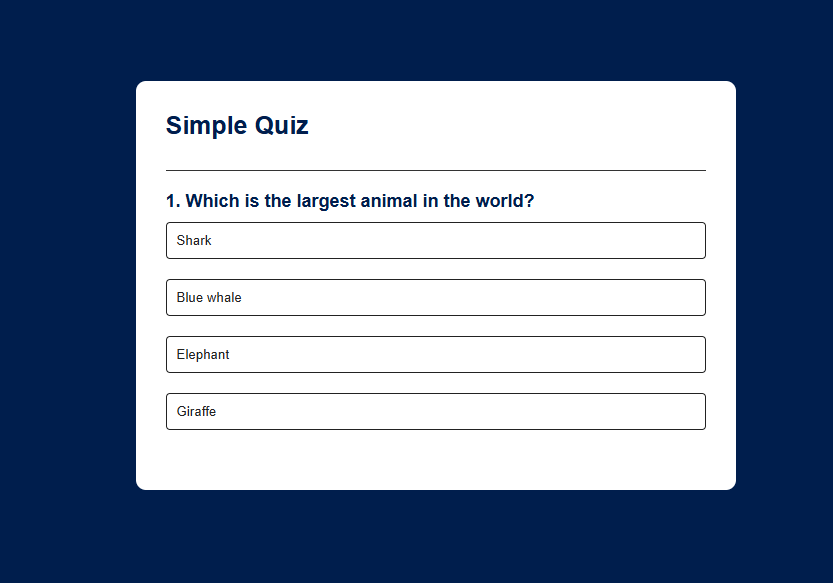 Simple Quiz
1. Which is the largest animal in the world?
Shark
Blue whale
Elephant
Giraffe